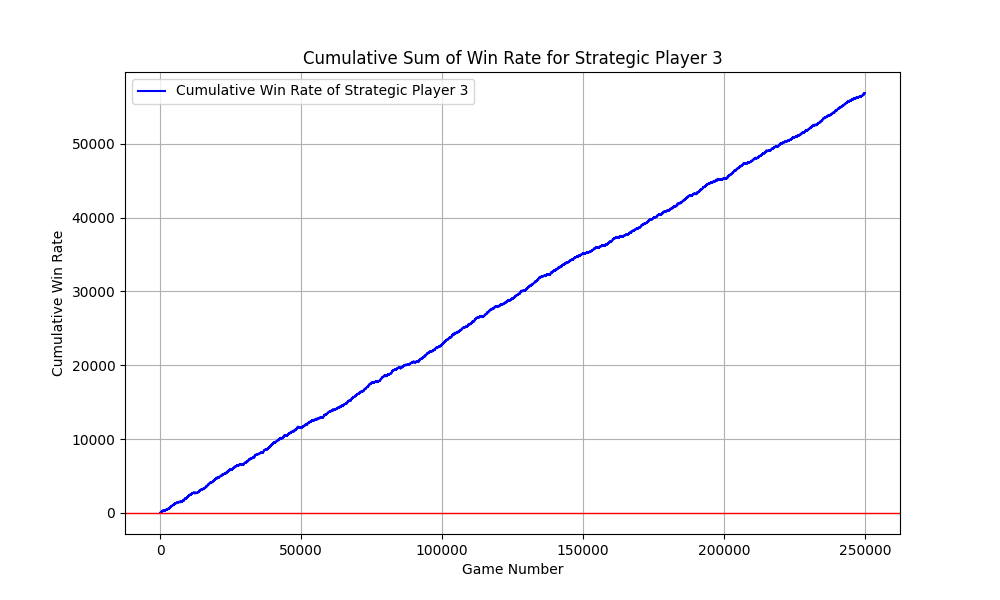 Cumulative Sum of Win Rate for Strategic Player 3
Cumulative Win Rate of Strategic Player 3
Cumulative Win Rate
50000
40000
30000
20000
10000
0
0 50000 100000 150000 200000 250000
Game Number